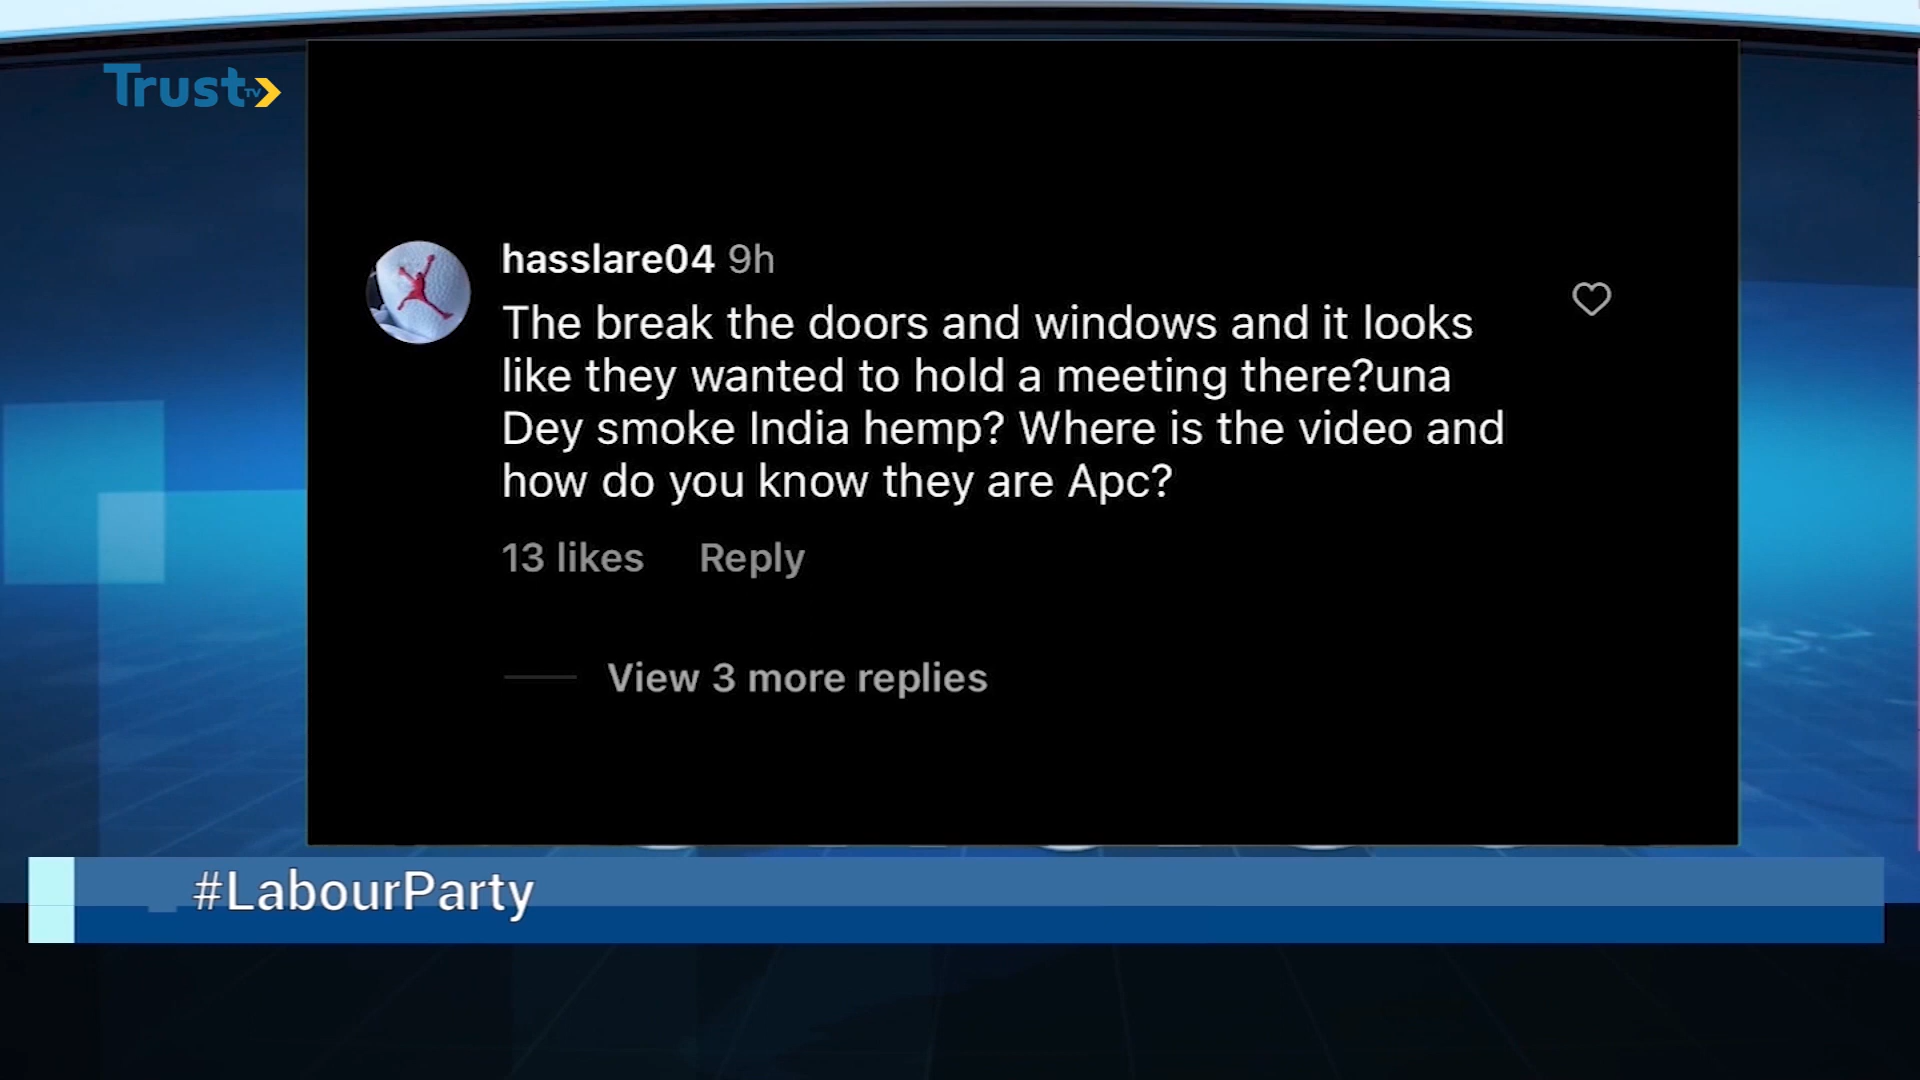 Trust TV
hasslare04 9h
The break the doors and windows and it looks
like they wanted to hold a meeting there?una
Dey smoke India hemp? Where is the video and
how do you know they are Apc?
13 likes Reply
View 3 more replies
#LabourParty